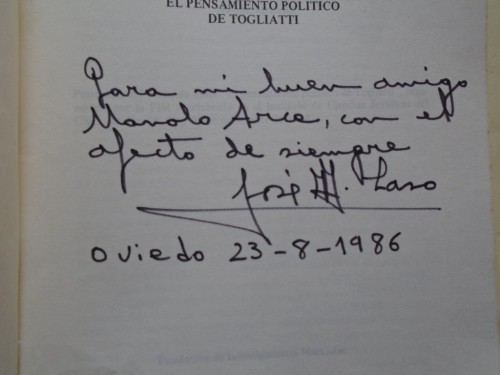 EL PENSAMIENTO POLITICO
DE TOGLIATTI
Para mi buen amigo
Manolo Arce, con el
afecto de siempre
José M. Laso
Oviedo 23-8-1986